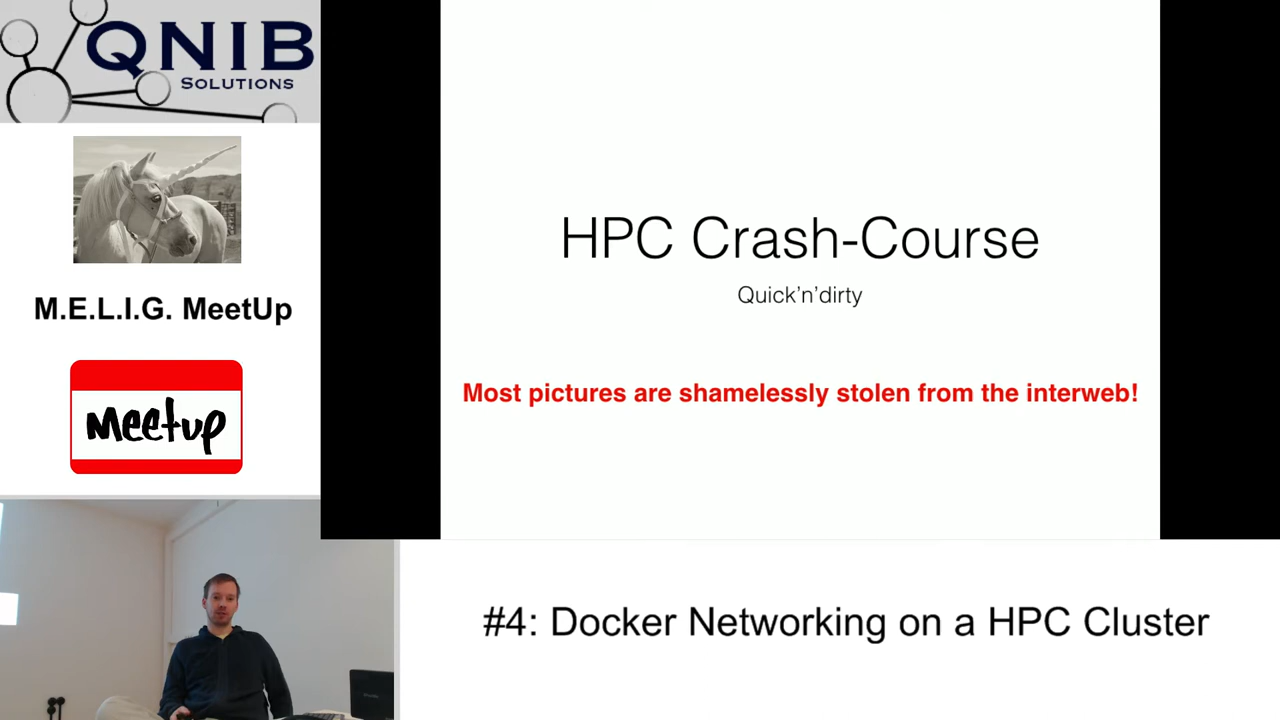 QNIB
SOLUTIONS
M.E.L.I.G. MeetUp
meetup
HPC Crash-Course
Quick'n'dirty
Most pictures are shamelessly stolen from the interweb!
#4: Docker Networking on a HPC Cluster